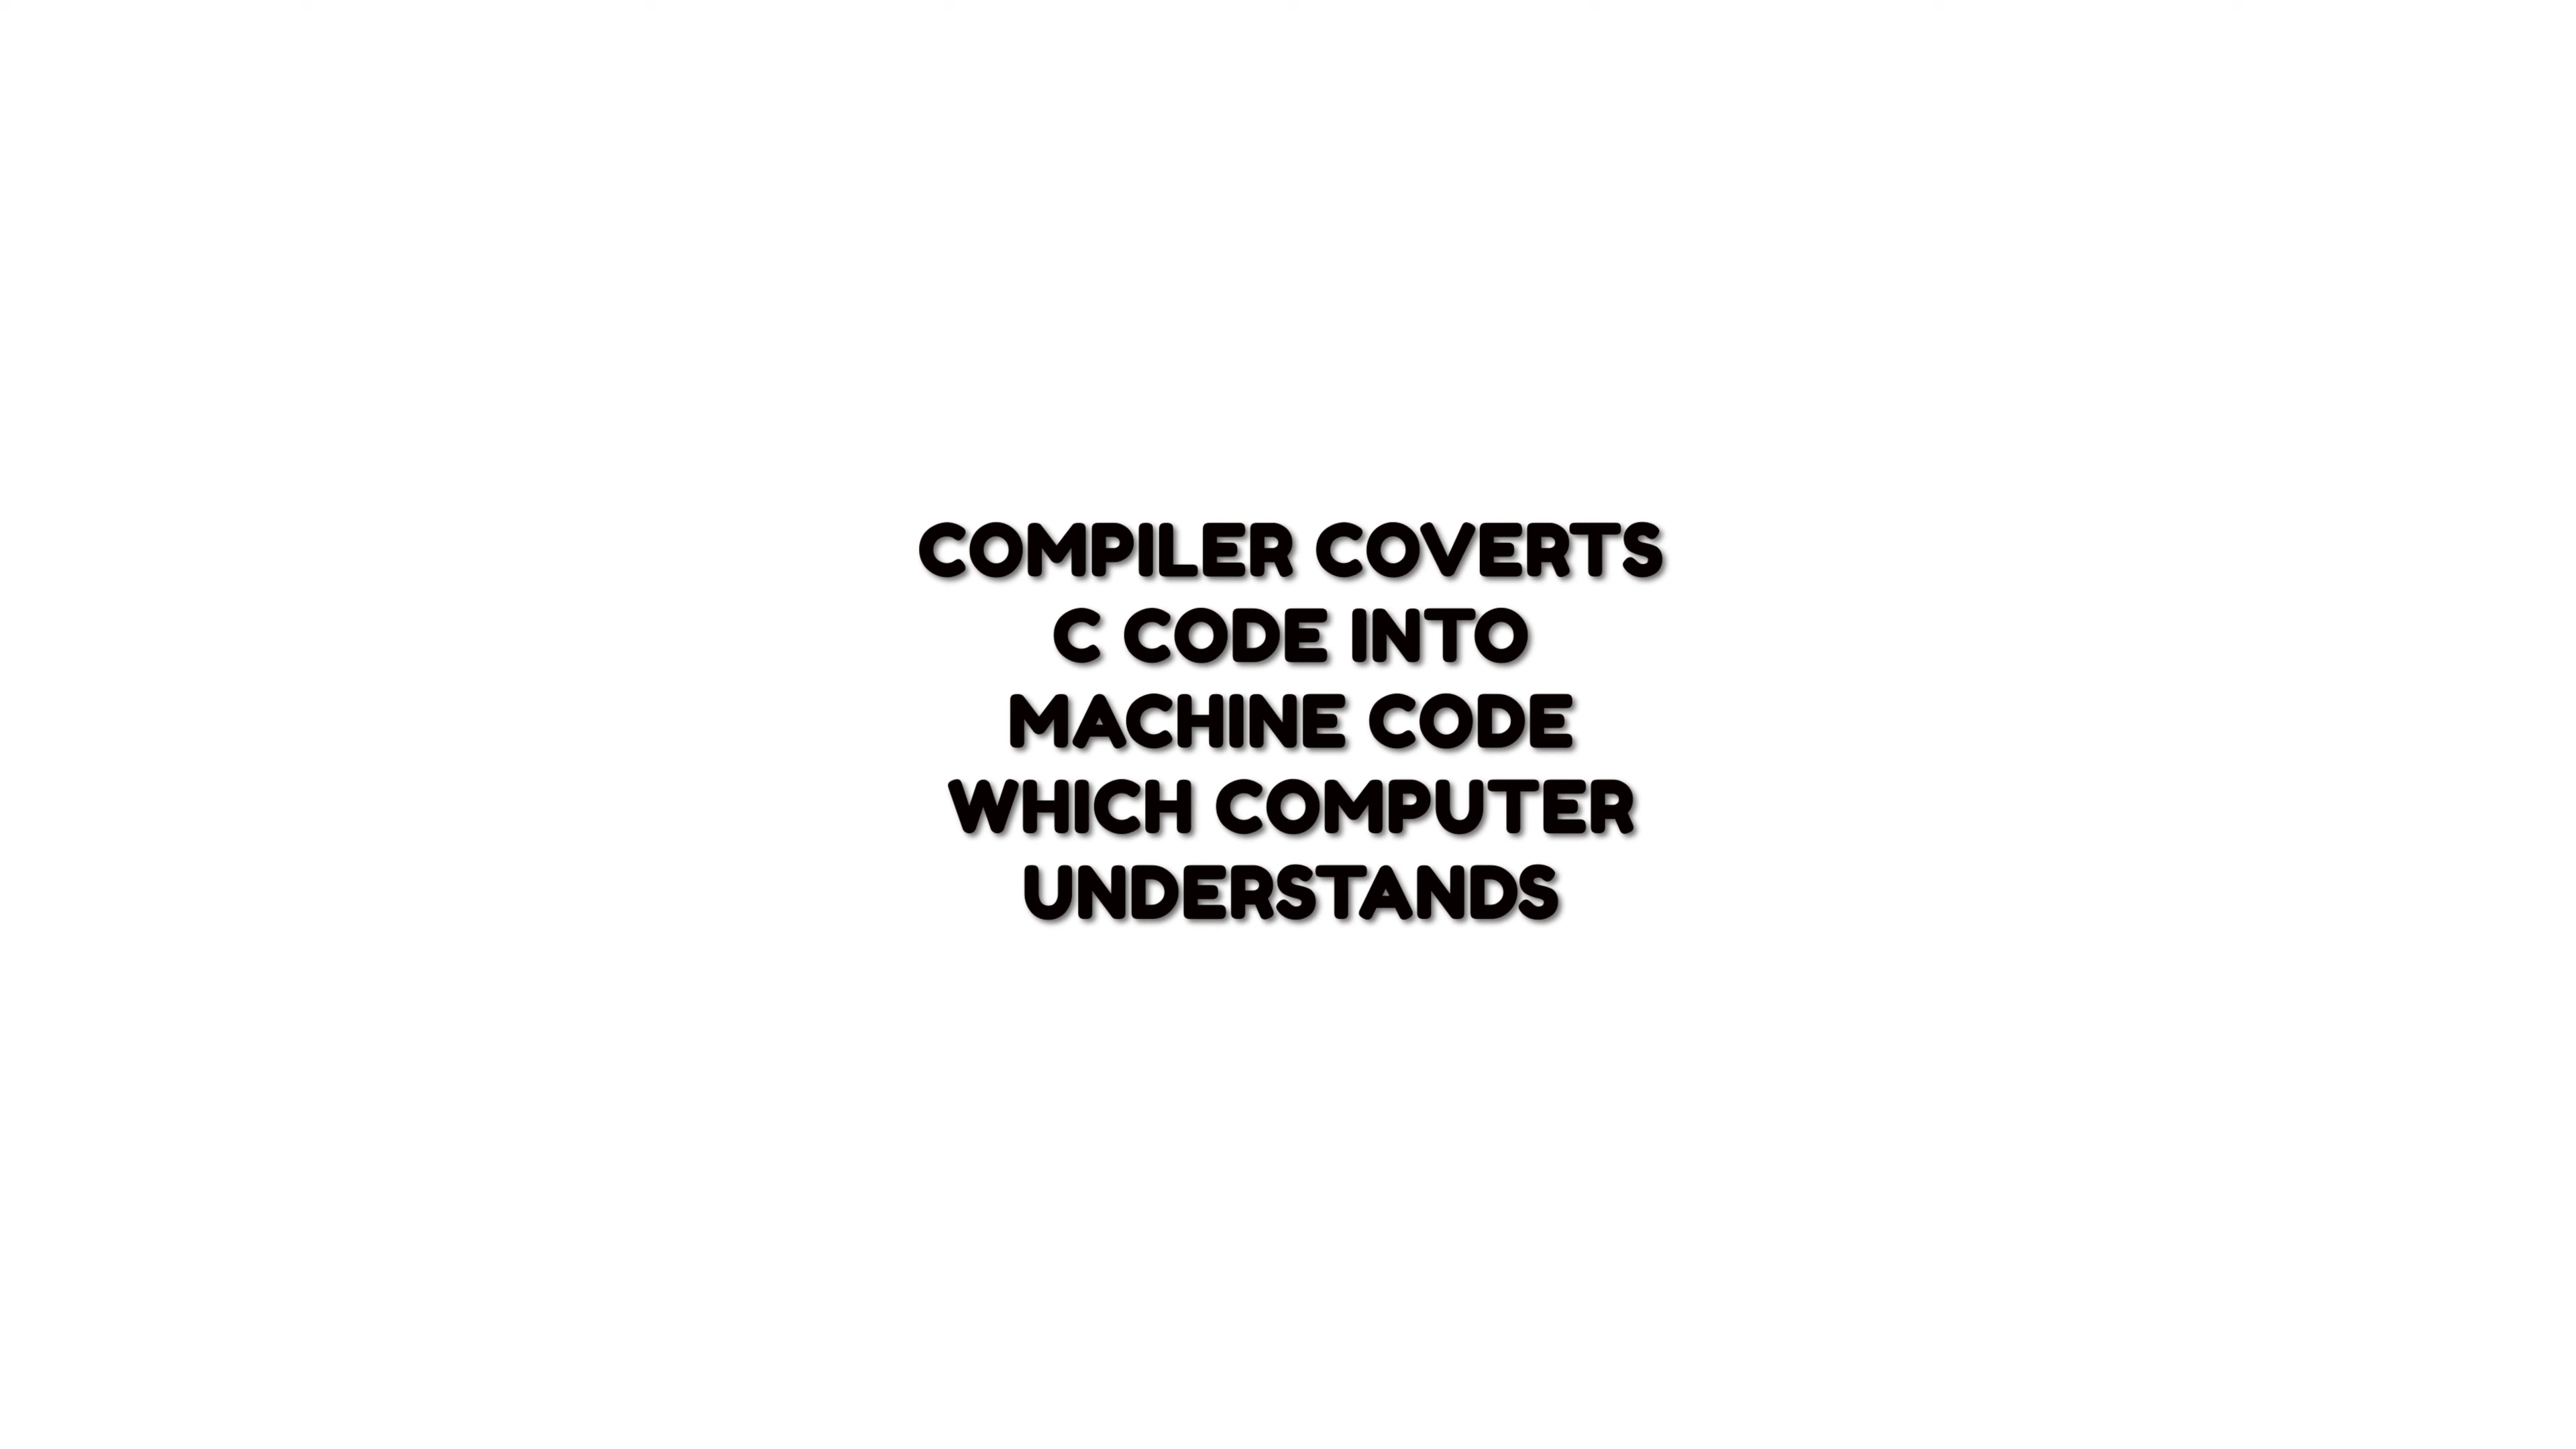 COMPILER COVERTS
C CODE INTO
MACHINE CODE
WHICH COMPUTER
UNDERSTANDS